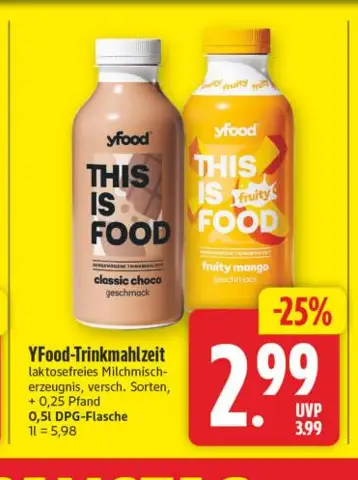 yfood
THIS
IS
FOOD
classic choco
geschmack
fruity
yfood
THIS
IS fruity
FOOD
fruity mango
geschmack
-25%
YFood-Trinkmahlzeit
laktosefreies Milchmisch-
erzeugnis, versch. Sorten,
+ 0,25 Pfand
0,5l DPG-Flasche
1l = 5,98
2.99
UVP
3.99